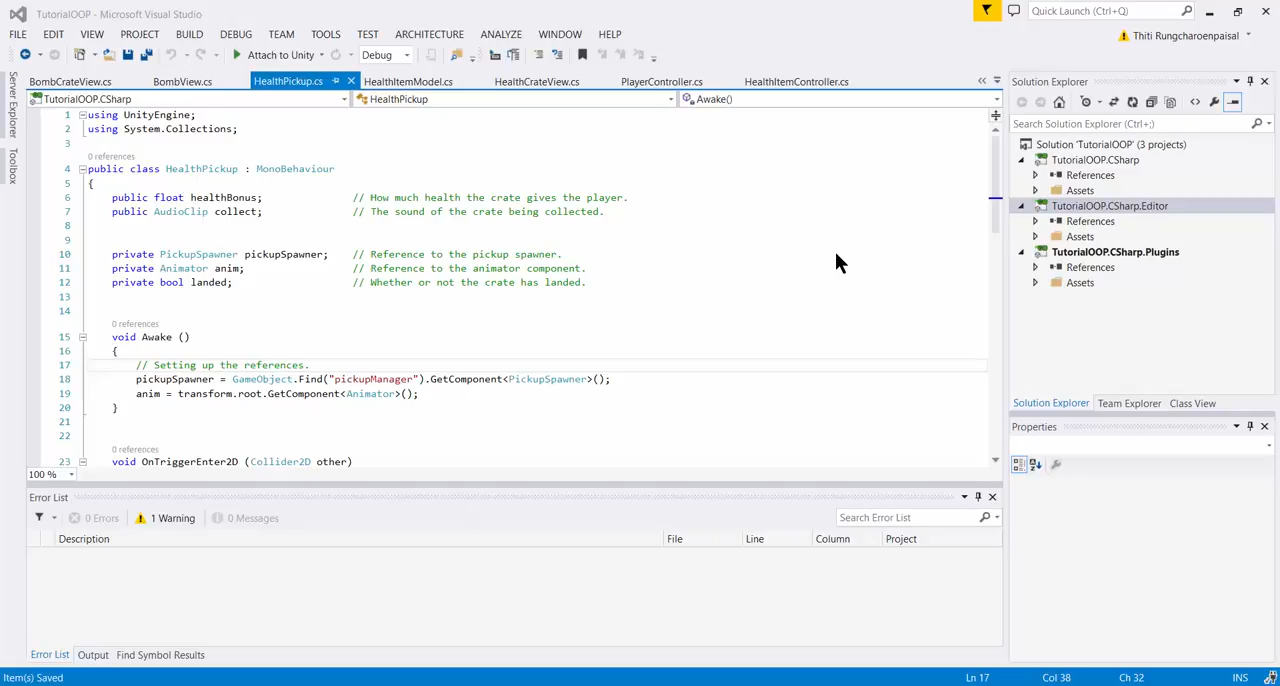 TutorialOOP - Microsoft Visual Studio
Quick Launch (Ctrl+Q)
FILE EDIT VIEW PROJECT BUILD DEBUG TEAM TOOLS TEST ARCHITECTURE ANALYZE WINDOW HELP
Thiti Rungcharoenpaisal
Attach to Unity Debug
Server Explorer
Toolbox
BombCrateView.cs BombView.cs HealthPickup.cs HealthItemModel.cs HealthCrateView.cs PlayerController.cs HealthItemController.cs
TutorialOOP.CSharp HealthPickup Awake()
1 using UnityEngine;
2 using System.Collections;
3
0 references
4 public class HealthPickup : MonoBehaviour
5 {
6 public float healthBonus; // How much health the crate gives the player.
7 public AudioClip collect; // The sound of the crate being collected.
8
9
10 private PickupSpawner pickupSpawner; // Reference to the pickup spawner.
11 private Animator anim; // Reference to the animator component.
12 private bool landed; // Whether or not the crate has landed.
13
14
0 references
15 void Awake ()
16 {
17 // Setting up the references.
18 pickupSpawner = GameObject.Find("pickupManager").GetComponent<PickupSpawner>();
19 anim = transform.root.GetComponent<Animator>();
20 }
21
22
0 references
23 void OnTriggerEnter2D (Collider2D other)
100 %
Solution Explorer
Search Solution Explorer (Ctrl+;)
Solution 'TutorialOOP' (3 projects)
TutorialOOP.CSharp
References
Assets
TutorialOOP.CSharp.Editor
References
Assets
TutorialOOP.CSharp.Plugins
References
Assets
Solution Explorer Team Explorer Class View
Properties
Error List
0 Errors 1 Warning 0 Messages
Search Error List
Description File Line Column Project
Error List Output Find Symbol Results
Item(s) Saved Ln 17 Col 38 Ch 32 INS